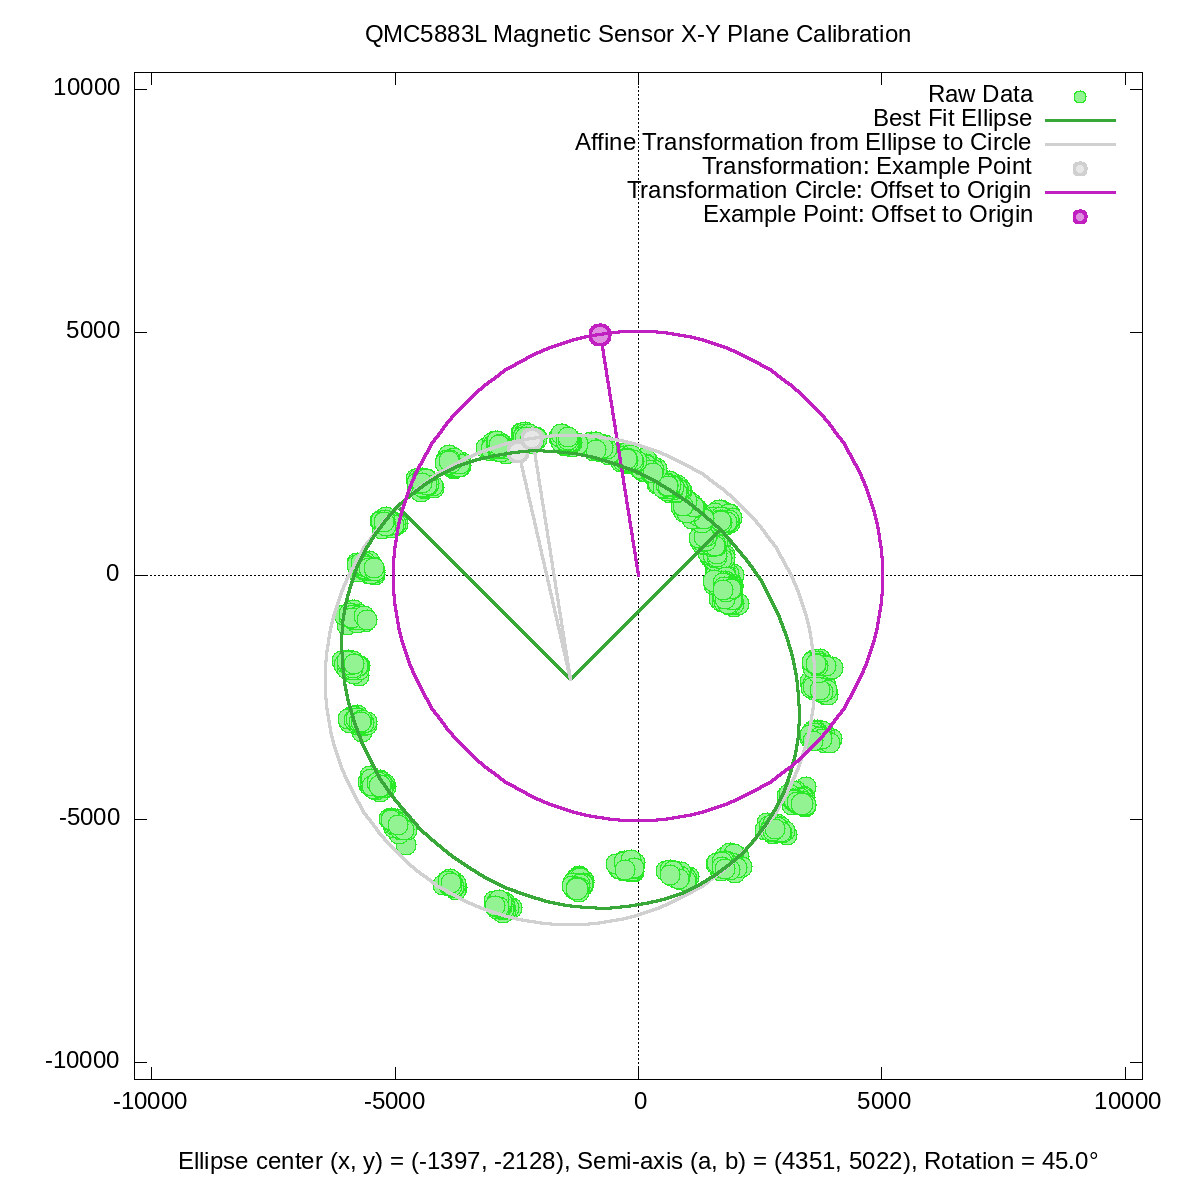 QMC5883L Magnetic Sensor X-Y Plane Calibration
10000
Raw Data
Best Fit Ellipse
Affine Transformation from Ellipse to Circle
Transformation: Example Point
Transformation Circle: Offset to Origin
Example Point: Offset to Origin
5000
0
-5000
-10000
-10000 -5000 0 5000 10000
Ellipse center (x, y) = (-1397, -2128), Semi-axis (a, b) = (4351, 5022), Rotation = 45.0°